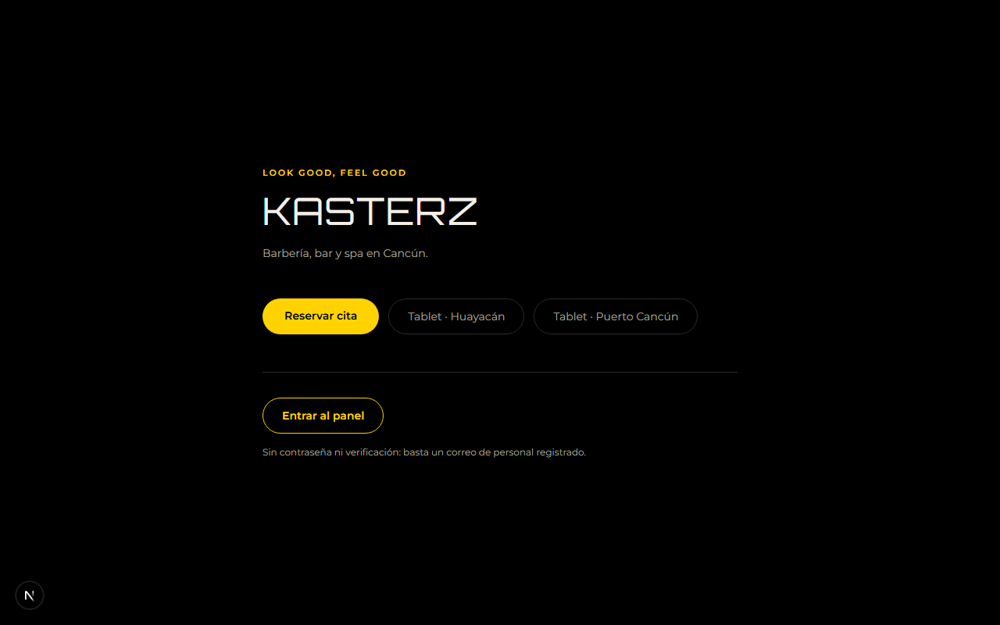 LOOK GOOD, FEEL GOOD
KASTERZ
Barbería, bar y spa en Cancún.
Reservar cita
Tablet · Huayacán
Tablet · Puerto Cancún
Entrar al panel
Sin contraseña ni verificación: basta un correo de personal registrado.
N